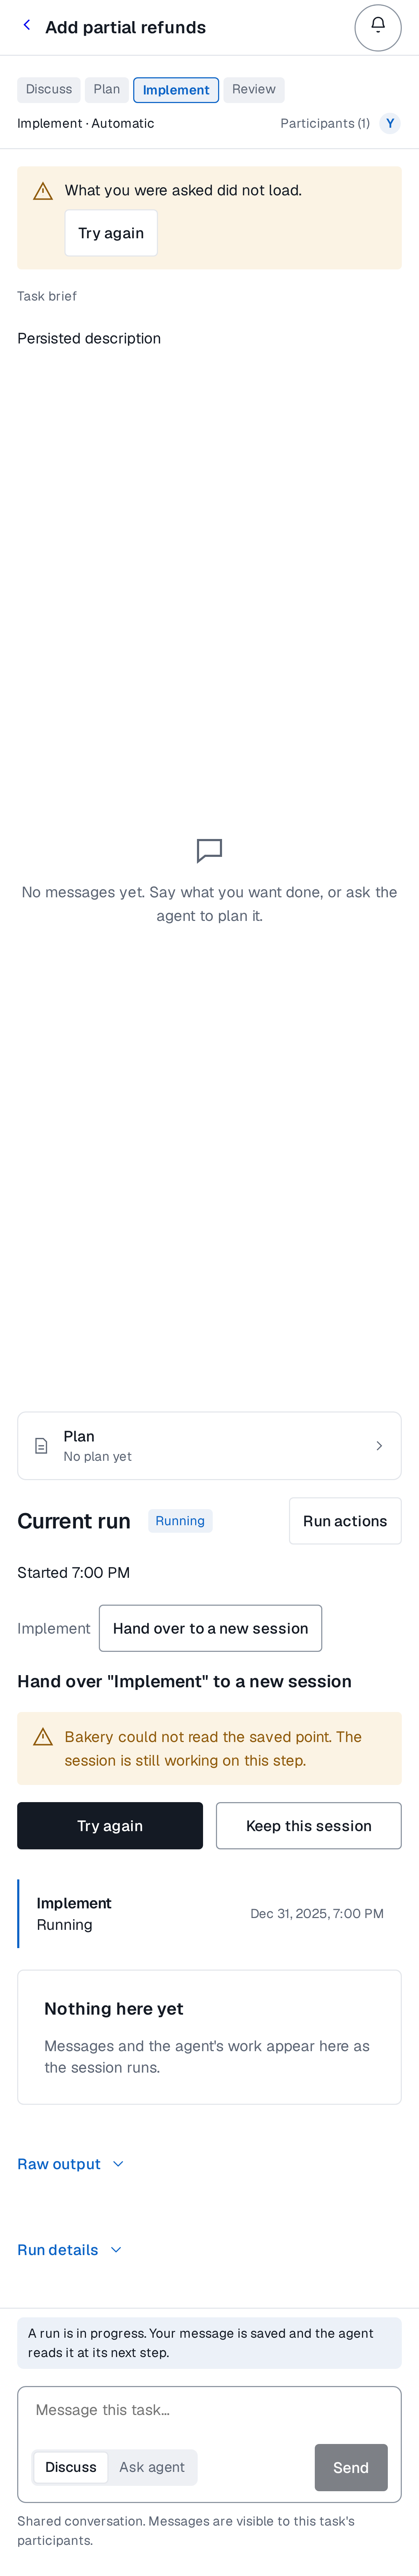 Add partial refunds
Discuss
Plan
Implement
Review
Implement · Automatic
Participants (1)
Y
What you were asked did not load.
Try again
Task brief
Persisted description
No messages yet. Say what you want done, or ask the
agent to plan it.
Plan
No plan yet
Current run
Running
Run actions
Started 7:00 PM
Implement
Hand over to a new session
Hand over "Implement" to a new session
Bakery could not read the saved point. The
session is still working on this step.
Try again
Keep this session
Implement
Running
Dec 31, 2025, 7:00 PM
Nothing here yet
Messages and the agent's work appear here as
the session runs.
Raw output
Run details
A run is in progress. Your message is saved and the agent
reads it at its next step.
Message this task...
Discuss
Ask agent
Send
Shared conversation. Messages are visible to this task's
participants.